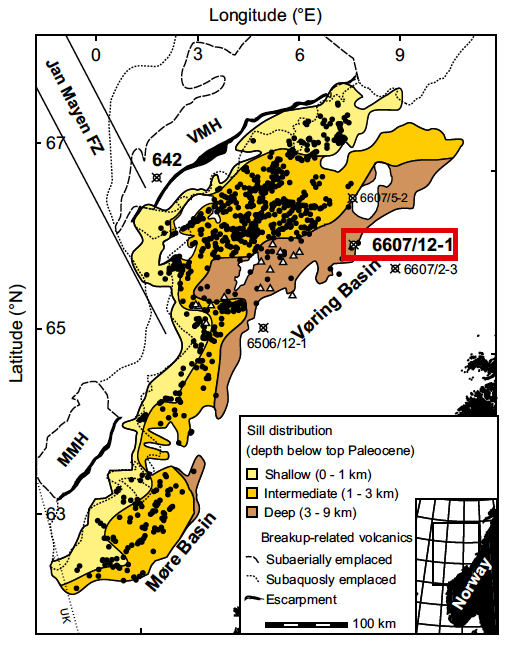 Longitude (°E)
0 3 6 9
Jan Mayen FZ
VMH
67
642
6607/5-2
6607/12-1
6607/2-3
Vøring Basin
Latitude (°N)
65
6506/12-1
MMH
Sill distribution
(depth below top Paleocene)
Shallow (0 - 1 km)
Intermediate (1 - 3 km)
Deep (3 - 9 km)
63
Breakup-related volcanics
Subaerially emplaced
Subaquosly emplaced
Escarpment
Møre Basin
Norway
UK
100 km